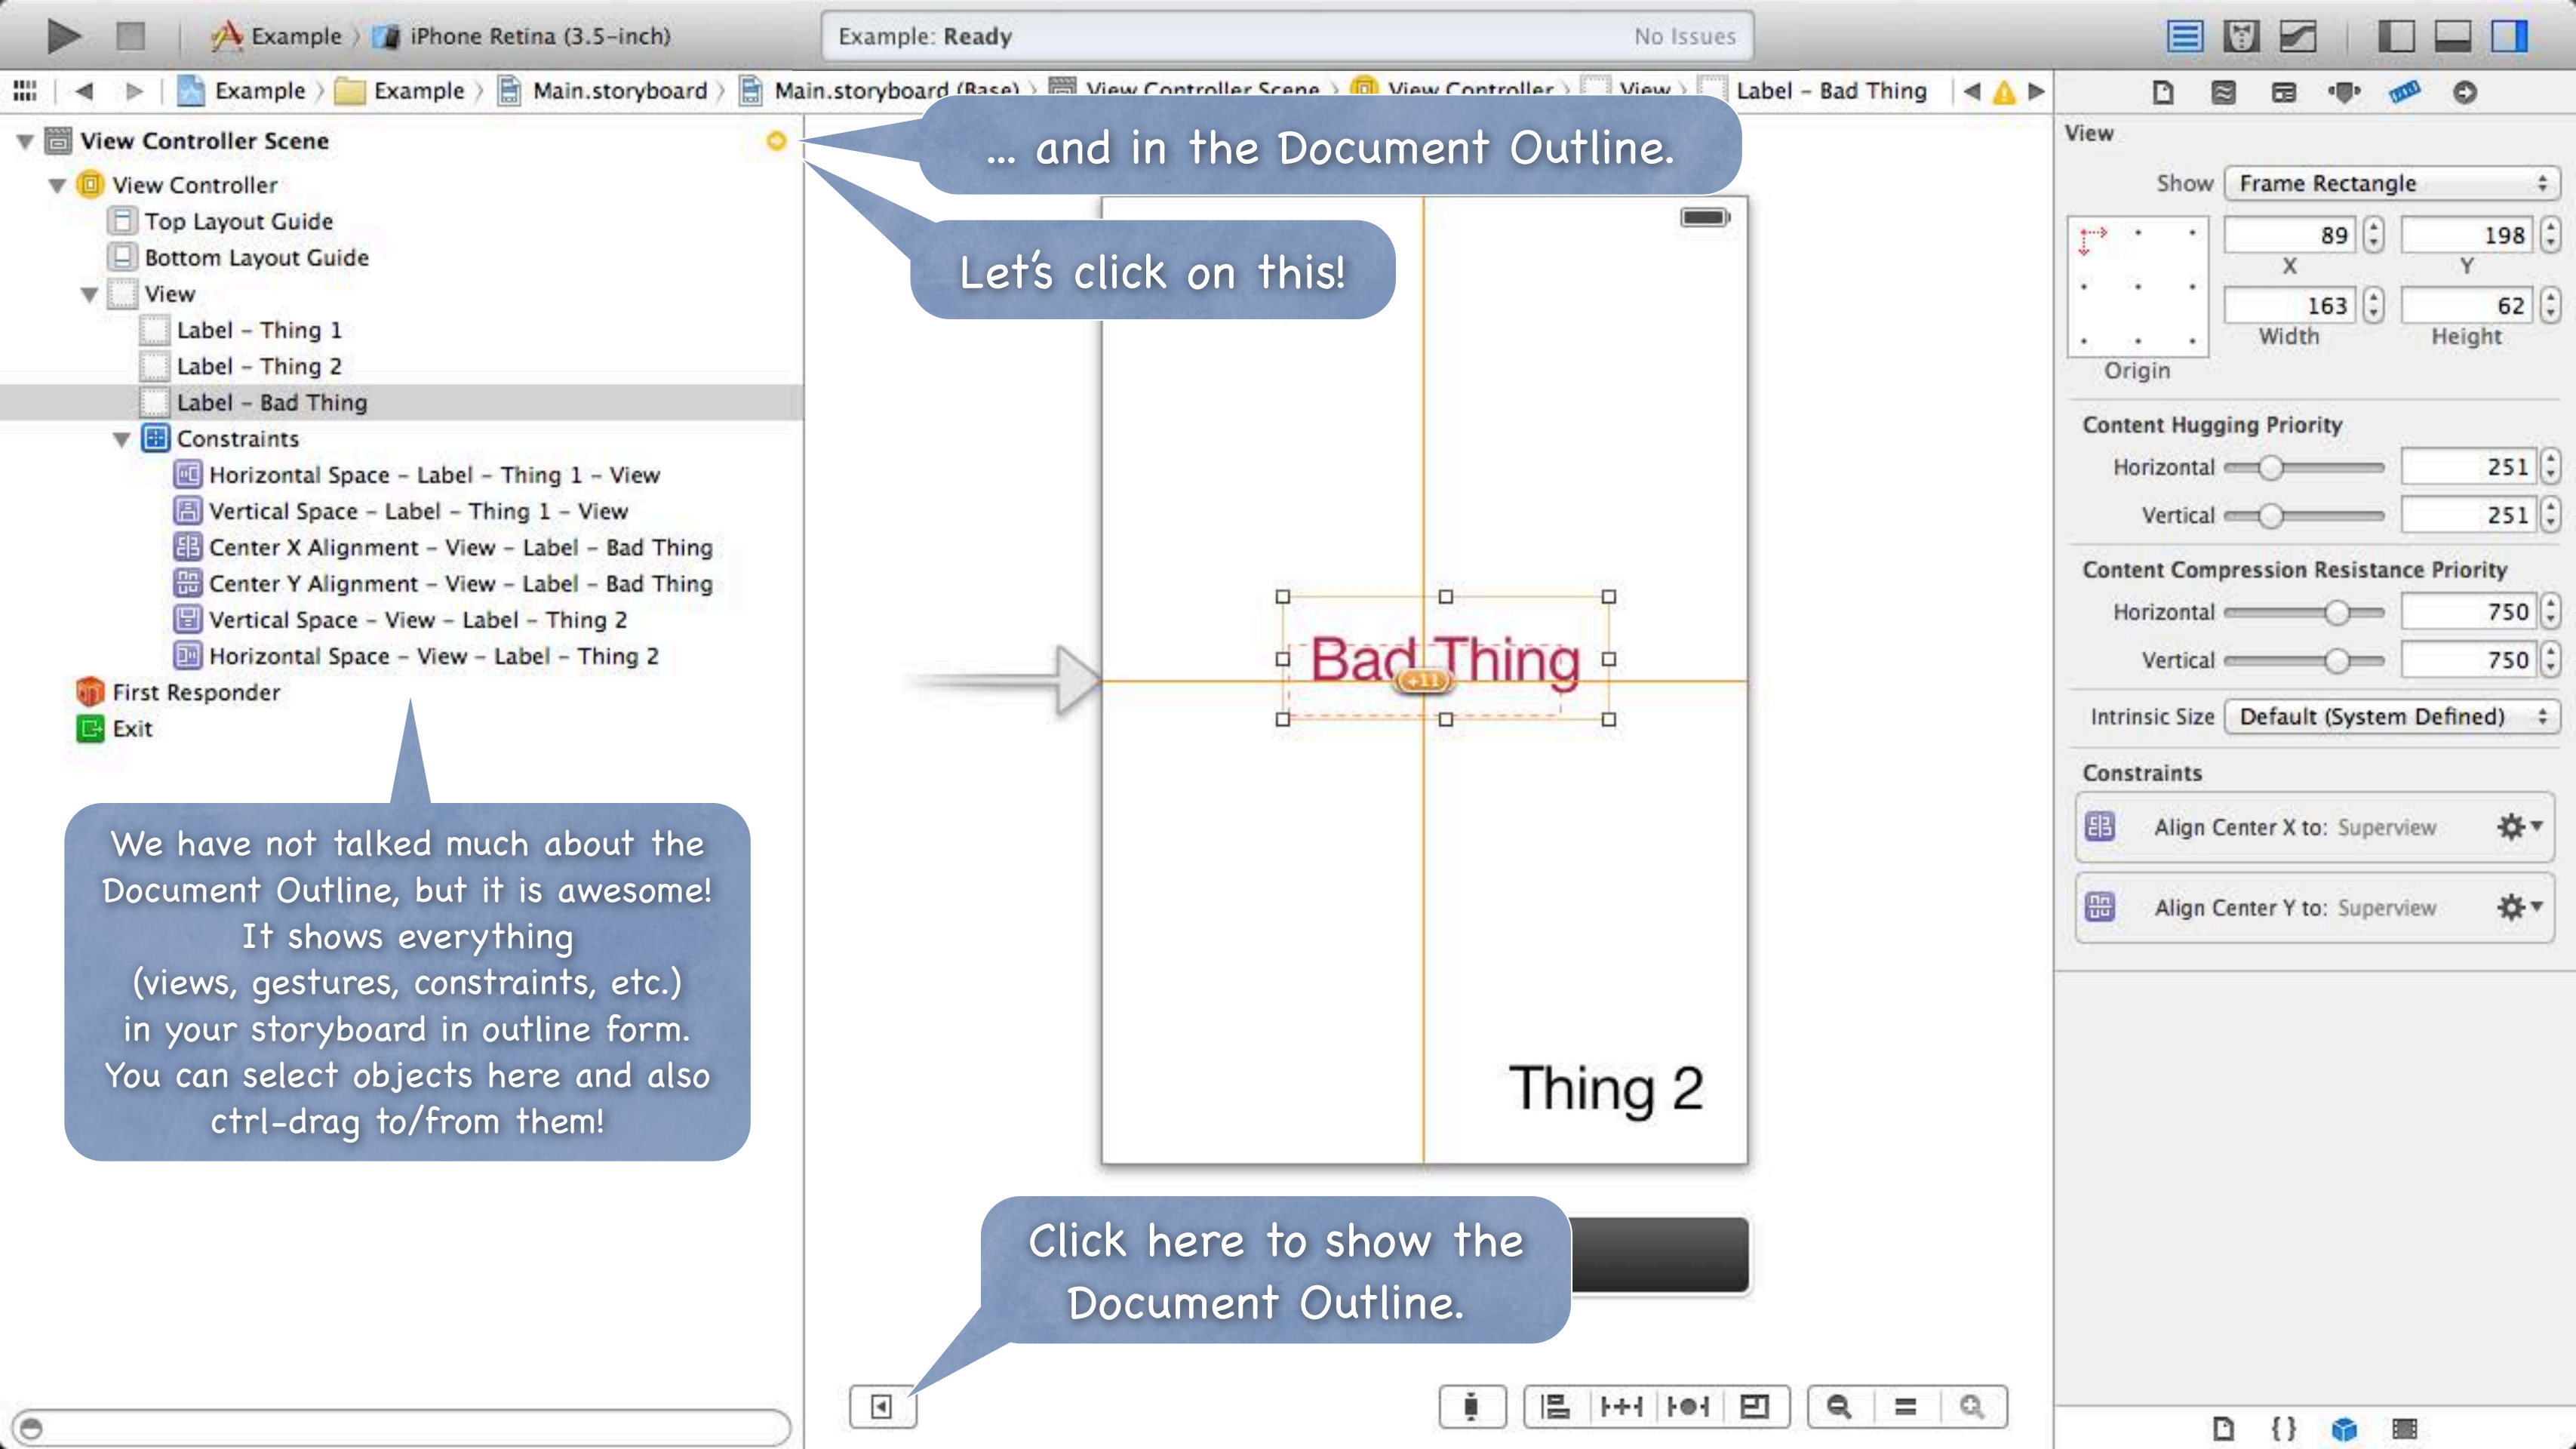 Example
iPhone Retina (3.5-inch)
Example: Ready
No Issues
Example
Example
Main.storyboard
Main.storyboard (Base)
View Controller Scene
View Controller
View
Label - Bad Thing
View Controller Scene
View Controller
Top Layout Guide
Bottom Layout Guide
View
Label - Thing 1
Label - Thing 2
Label - Bad Thing
Constraints
Horizontal Space - Label - Thing 1 - View
Vertical Space - Label - Thing 1 - View
Center X Alignment - View - Label - Bad Thing
Center Y Alignment - View - Label - Bad Thing
Vertical Space - View - Label - Thing 2
Horizontal Space - View - Label - Thing 2
First Responder
Exit
We have not talked much about the
Document Outline, but it is awesome!
It shows everything
(views, gestures, constraints, etc.)
in your storyboard in outline form.
You can select objects here and also
ctrl-drag to/from them!
... and in the Document Outline.
Let's click on this!
Bad Thing
+11
Thing 2
Click here to show the
Document Outline.
View
Show Frame Rectangle
89 198
X Y
163 62
Width Height
Origin
Content Hugging Priority
Horizontal 251
Vertical 251
Content Compression Resistance Priority
Horizontal 750
Vertical 750
Intrinsic Size Default (System Defined)
Constraints
Align Center X to: Superview
Align Center Y to: Superview